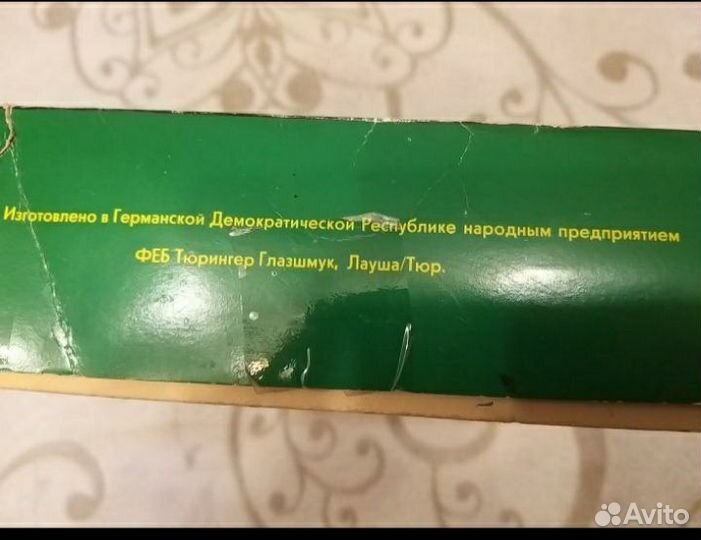 Изготовлено в Германской Демократической Республике народным предприятием
ФЕБ Тюрингер Глазшмук, Лауша/Тюр.
Avito